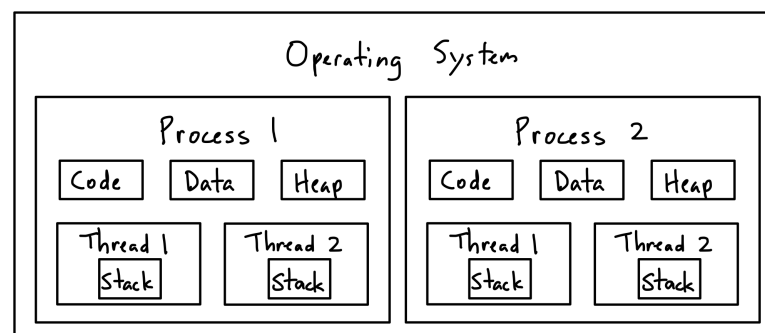 Operating System
Process 1
Process 2
Code Data Heap
Code Data Heap
Thread 1
Thread 2
Thread 1
Thread 2
Stack
Stack
Stack
Stack